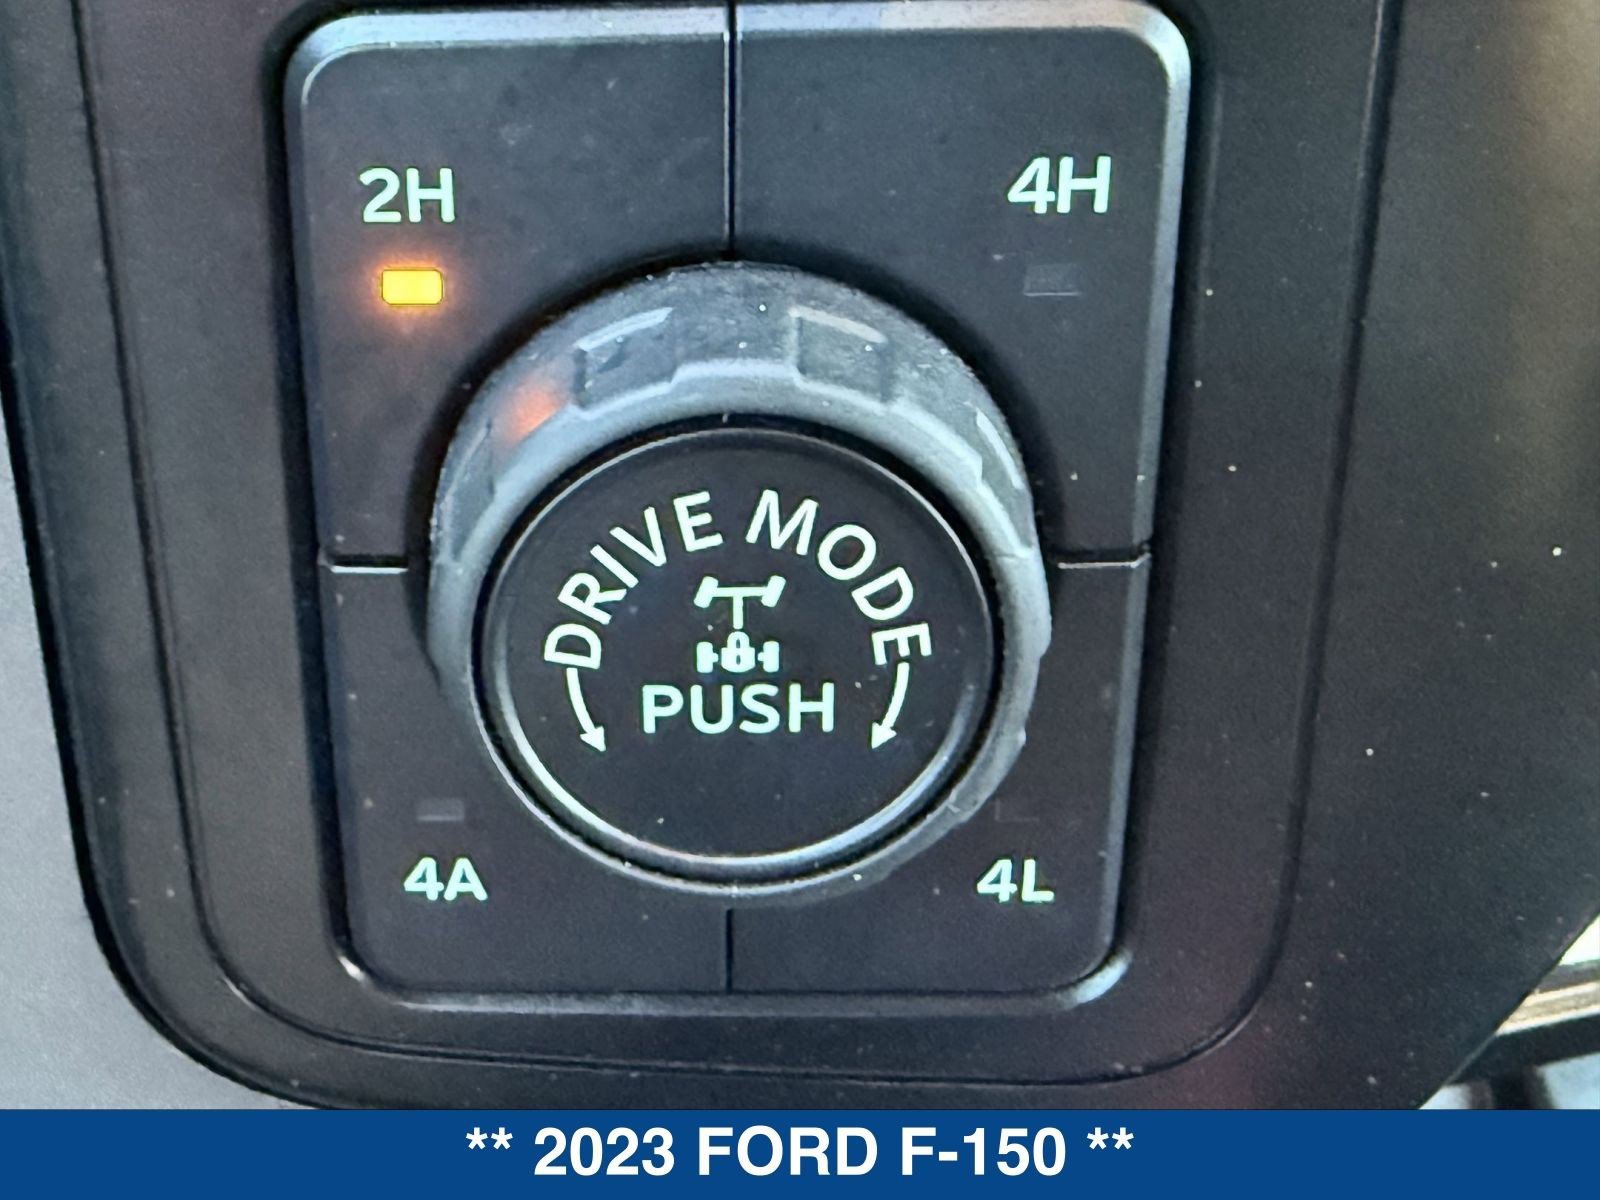 2H
4H
DRIVE MODE
PUSH
4A
4L
** 2023 FORD F-150 **